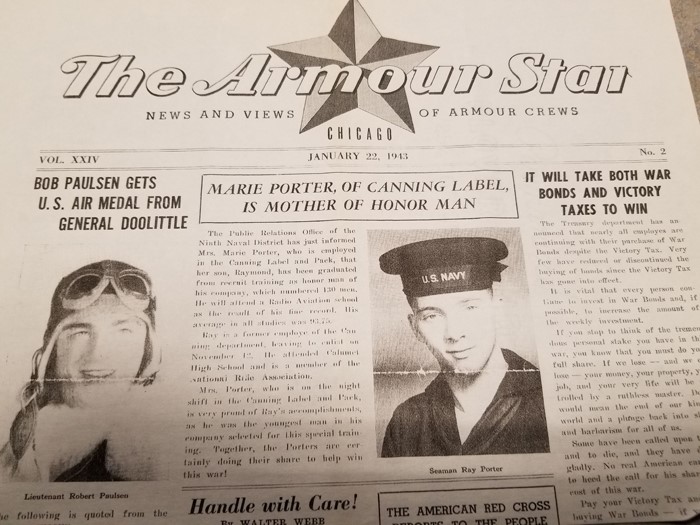 The Armour Star
NEWS AND VIEWS OF ARMOUR CREWS
CHICAGO
VOL. XXIV JANUARY 22, 1943 No. 2
BOB PAULSEN GETS
U.S. AIR MEDAL FROM
GENERAL DOOLITTLE
Lieutenant Robert Paulsen
he following is quoted from the
MARIE PORTER, OF CANNING LABEL,
IS MOTHER OF HONOR MAN
The Public Relations Office of the
Ninth Naval District has just informed
Mrs. Marie Porter, who is employed
in the Canning Label and Pack, that
her son, Raymond, has been graduated
from recruit training as honor man of
his company, which numbered 130 men.
He will attend a Radio Aviation school
as the result of his fine record. His
average in all studies was
Ray is a former employe of the Can
ning department, having to enlist on
November 12. He attended Calumet
High School and is a member of the
National Rifle Association.
Mrs. Porter, who is on the night
shift in the Canning Label and Pack,
is very proud of Ray's accomplishments,
as he was the youngest man in his
company selected for this special train
ing. Together, the Porters are cer
tainly doing their share to help win
this war!
U.S. NAVY
Seaman Ray Porter
Handle with Care!
By WALTER WEBB
THE AMERICAN RED CROSS
REPORTS TO THE PEOPLE
IT WILL TAKE BOTH WAR
BONDS AND VICTORY
TAXES TO WIN
The Treasury department has an
nounced that nearly all employes are
continuing with their purchase of War
Bonds despite the Victory Tax. Very
few have reduced or discontinued the
buying of bonds since the Victory Tax
has gone into effect.
It is vital that every person con
tinue to invest in War Bonds and, if
possible, to increase the amount of
the weekly investment.
If you stop to think of the tremen
dous personal stake you have in th
war, you know that you must do yo
full share. If we lose — and we
lose — your money, your property, y
job, and your very life will be
trolled by a ruthless master. De
would mean the end of our kin
world and a plunge back into
and barbarism for all of us.
Some have been called upon
and to die, and they have
gladly. No real American
to heed the call for his shar
cost of this war.
Pay your Victory Tax an
buying War Bonds — if